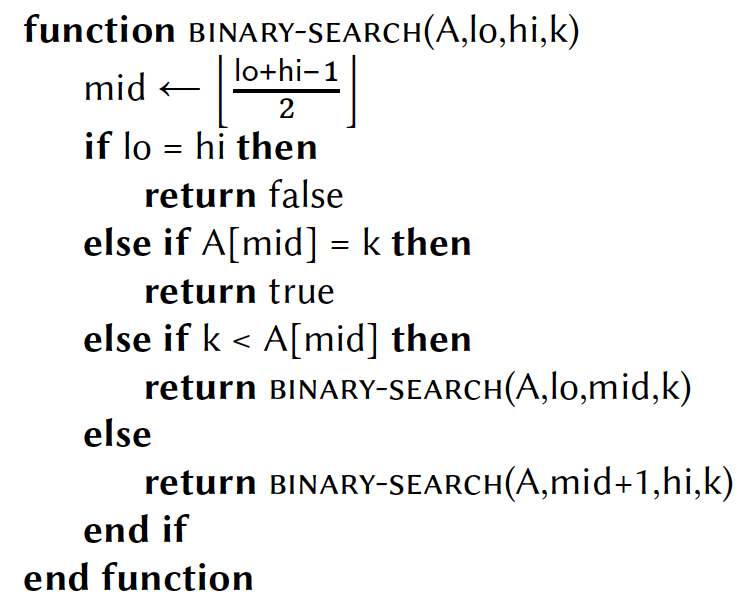 function BINARY-SEARCH(A,lo,hi,k)
mid ← ⌊(lo+hi−1)/2⌋
if lo = hi then
return false
else if A[mid] = k then
return true
else if k < A[mid] then
return BINARY-SEARCH(A,lo,mid,k)
else
return BINARY-SEARCH(A,mid+1,hi,k)
end if
end function